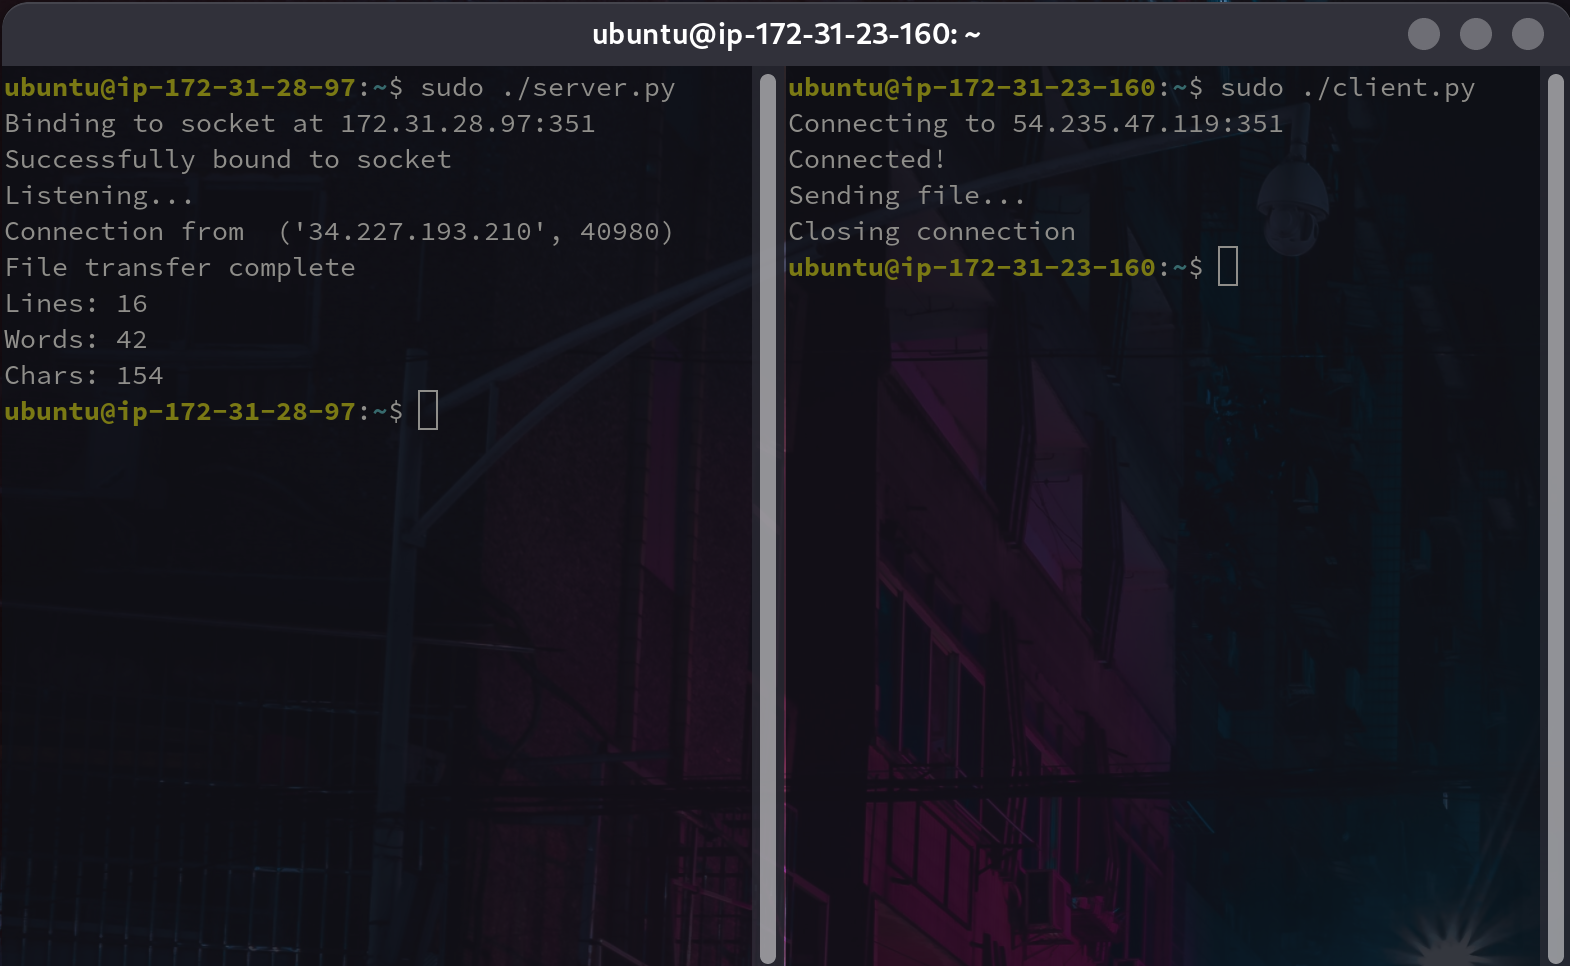 ubuntu@ip-172-31-23-160: ~
ubuntu@ip-172-31-28-97:~$ sudo ./server.py
Binding to socket at 172.31.28.97:351
Successfully bound to socket
Listening...
Connection from  ('34.227.193.210', 40980)
File transfer complete
Lines: 16
Words: 42
Chars: 154
ubuntu@ip-172-31-28-97:~$
ubuntu@ip-172-31-23-160:~$ sudo ./client.py
Connecting to 54.235.47.119:351
Connected!
Sending file...
Closing connection
ubuntu@ip-172-31-23-160:~$